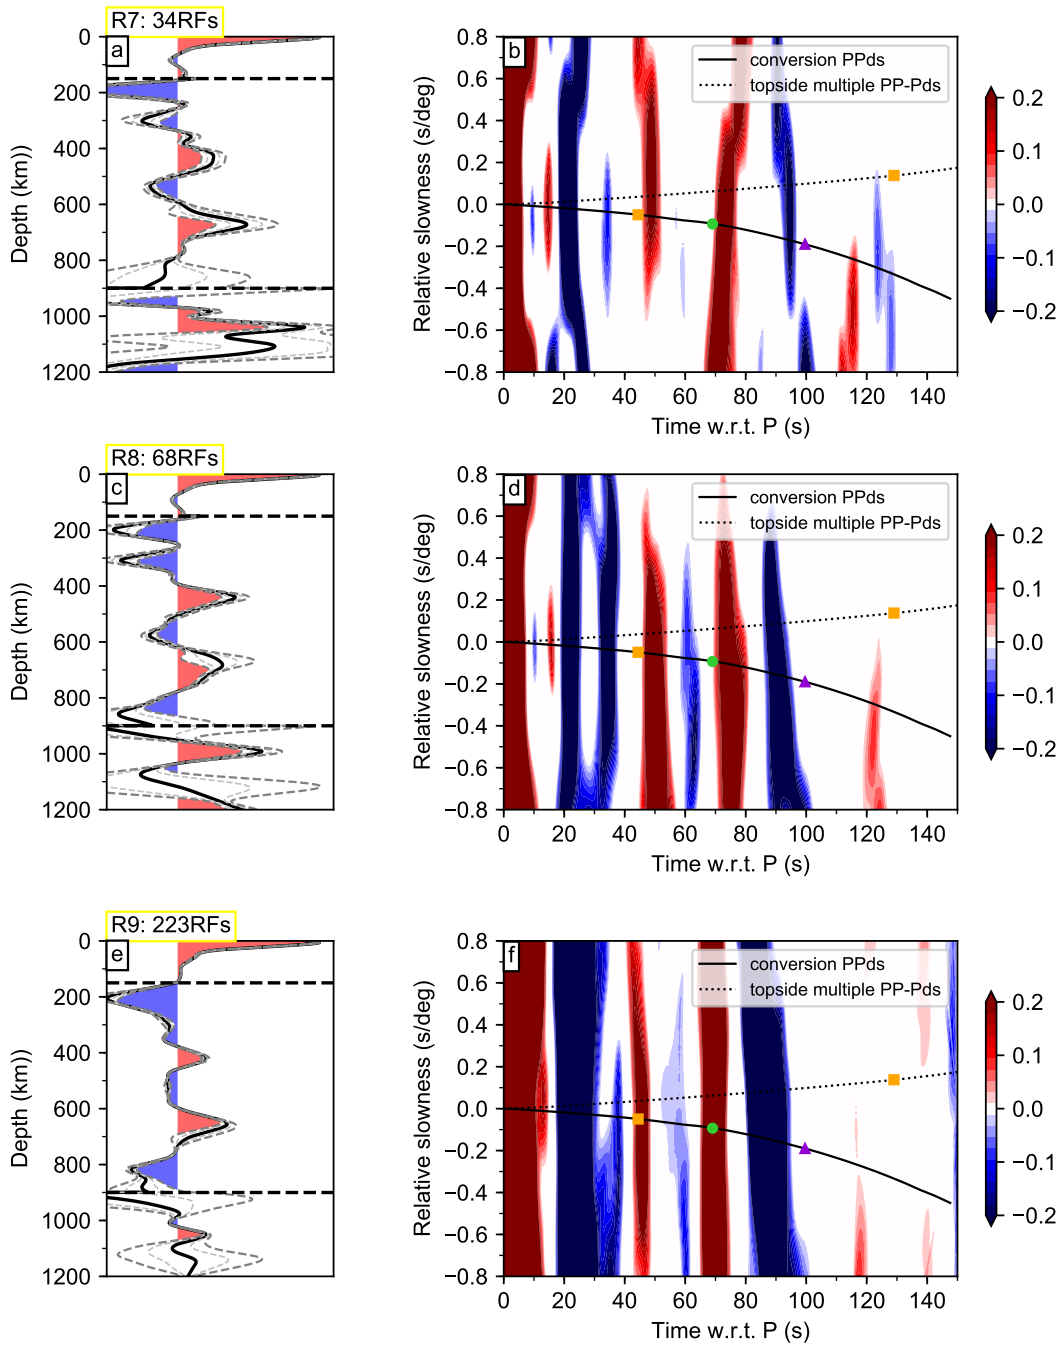 R7: 34RFs
a
0
200
400
600
800
1000
1200
Depth (km))
b
conversion PPds
topside multiple PP-Pds
0.8
0.6
0.4
0.2
0.0
−0.2
−0.4
−0.6
−0.8
Relative slowness (s/deg)
0 20 40 60 80 100 120 140
Time w.r.t. P (s)
0.2
0.1
0.0
−0.1
−0.2
R8: 68RFs
c
0
200
400
600
800
1000
1200
Depth (km))
d
conversion PPds
topside multiple PP-Pds
0.8
0.6
0.4
0.2
0.0
−0.2
−0.4
−0.6
−0.8
Relative slowness (s/deg)
0 20 40 60 80 100 120 140
Time w.r.t. P (s)
0.2
0.1
0.0
−0.1
−0.2
R9: 223RFs
e
0
200
400
600
800
1000
1200
Depth (km))
f
conversion PPds
topside multiple PP-Pds
0.8
0.6
0.4
0.2
0.0
−0.2
−0.4
−0.6
−0.8
Relative slowness (s/deg)
0 20 40 60 80 100 120 140
Time w.r.t. P (s)
0.2
0.1
0.0
−0.1
−0.2